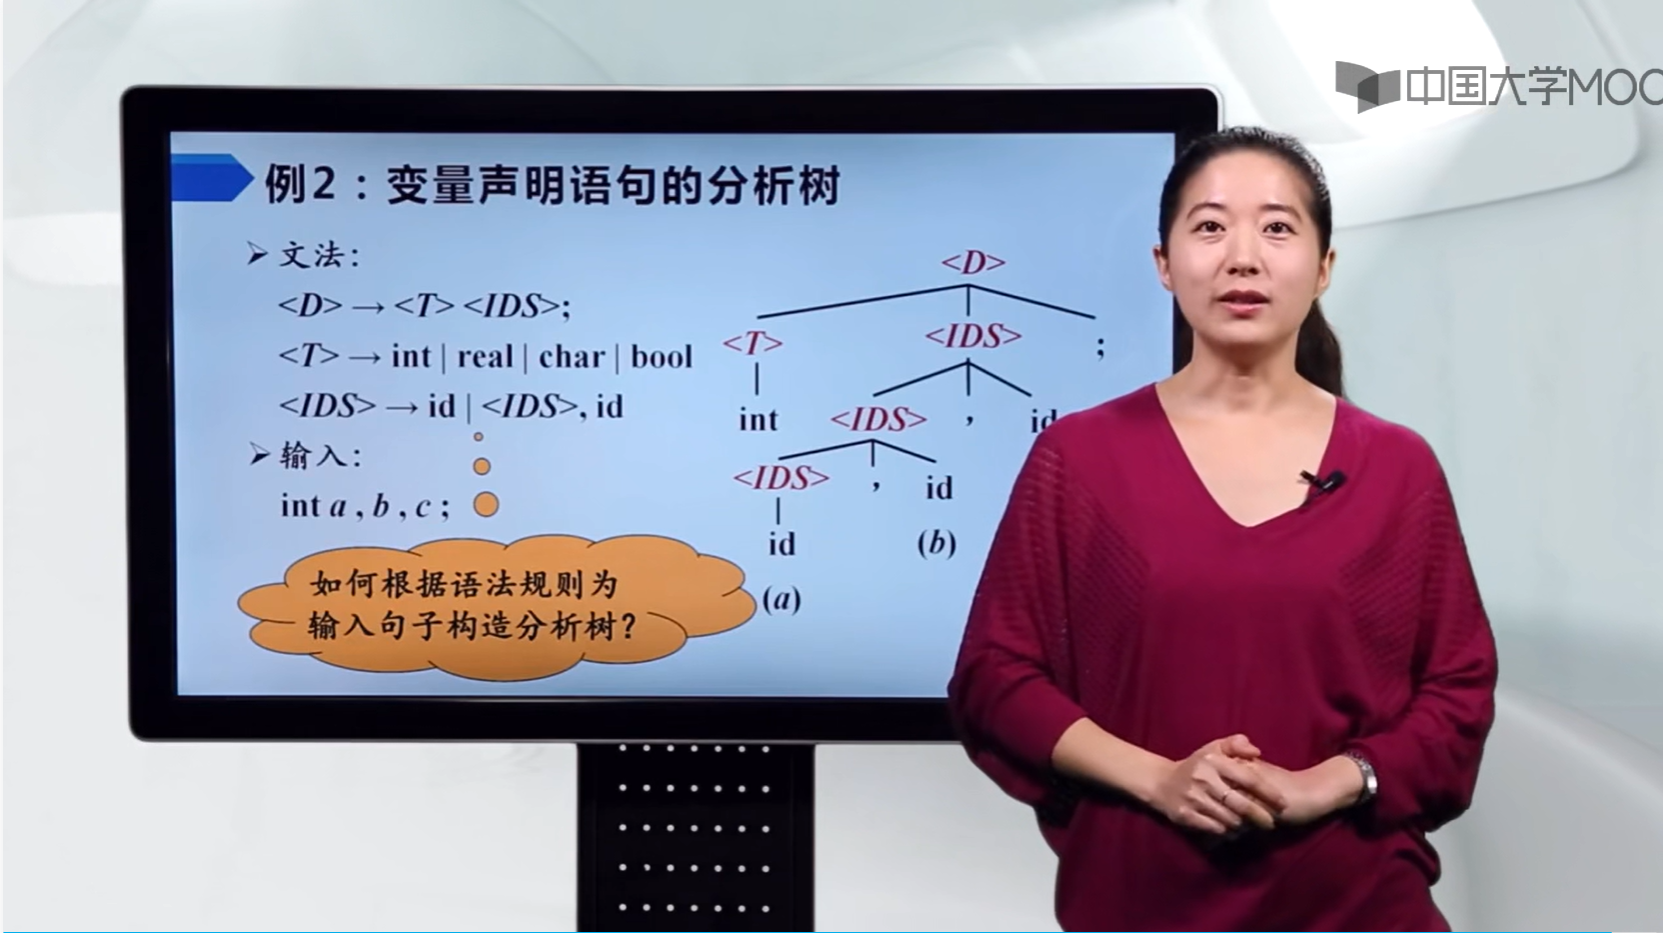 中国大学MOO
例2：变量声明语句的分析树
➢ 文法：
<D> → <T> <IDS>;
<T> → int | real | char | bool
<IDS> → id | <IDS>, id
➢ 输入：
int a , b , c ;
如何根据语法规则为
输入句子构造分析树？
<D>
<T> <IDS> ;
int <IDS> , id
<IDS> , id
id (b)
(a)